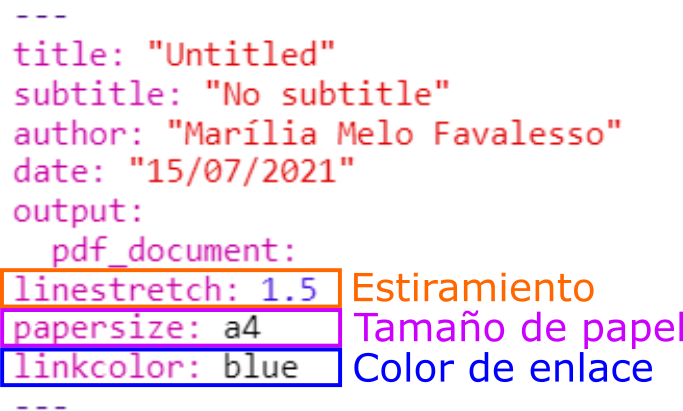 ---
title: "Untitled"
subtitle: "No subtitle"
author: "Marília Melo Favalesso"
date: "15/07/2021"
output:
  pdf_document:
linestretch: 1.5 Estiramiento
papersize: a4 Tamaño de papel
linkcolor: blue Color de enlace
---